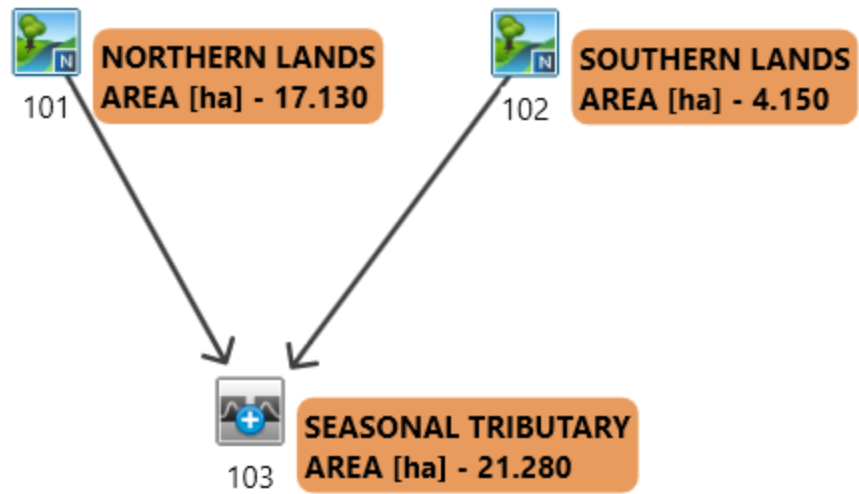 NORTHERN LANDS
AREA [ha] - 17.130
N
101
SOUTHERN LANDS
AREA [ha] - 4.150
N
102
SEASONAL TRIBUTARY
AREA [ha] - 21.280
103